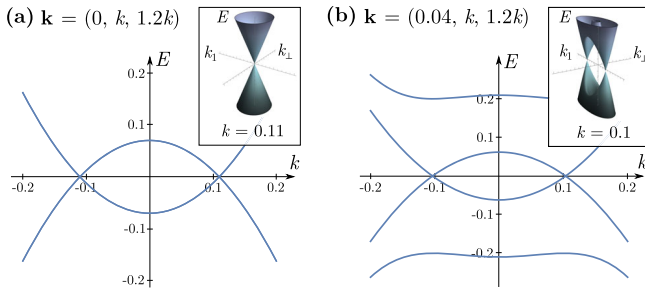 (a) k = (0, k, 1.2k)
E
0.2
0.1
-0.2
-0.1
0.1
0.2
k
-0.1
-0.2
E
k₁
k⊥
k = 0.11
(b) k = (0.04, k, 1.2k)
E
0.2
0.1
-0.2
-0.1
0.1
0.2
k
-0.1
-0.2
E
k₁
k⊥
k = 0.1